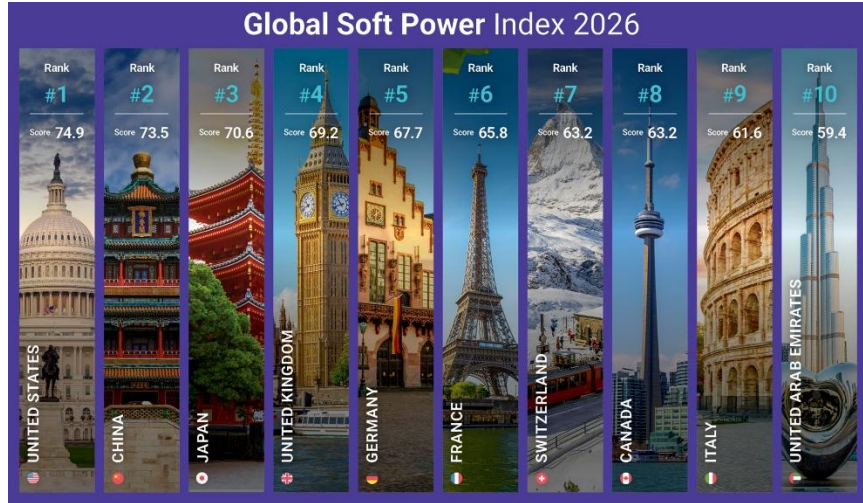 Global Soft Power Index 2026
Rank
#1
Score 74.9
UNITED STATES
Rank
#2
Score 73.5
CHINA
Rank
#3
Score 70.6
JAPAN
Rank
#4
Score 69.2
UNITED KINGDOM
Rank
#5
Score 67.7
GERMANY
Rank
#6
Score 65.8
FRANCE
Rank
#7
Score 63.2
SWITZERLAND
Rank
#8
Score 63.2
CANADA
Rank
#9
Score 61.6
ITALY
Rank
#10
Score 59.4
UNITED ARAB EMIRATES